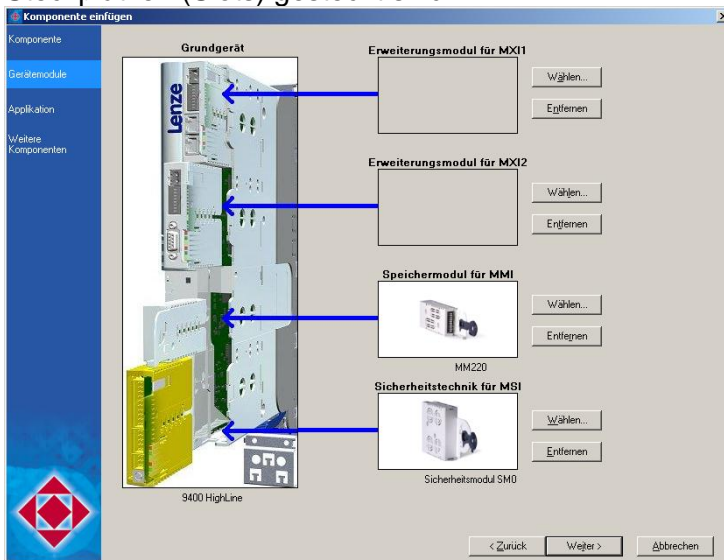 Komponente einfügen
Komponente
Gerätemodule
Applikation
Weitere
Komponenten
Grundgerät
Lenze
9400 HighLine
Erweiterungsmodul für MXI1
Wählen...
Entfernen
Erweiterungsmodul für MXI2
Wählen...
Entfernen
Speichermodul für MMI
Wählen...
Entfernen
MM220
Sicherheitstechnik für MSI
Wählen...
Entfernen
Sicherheitsmodul SM0
< Zurück
Weiter >
Abbrechen